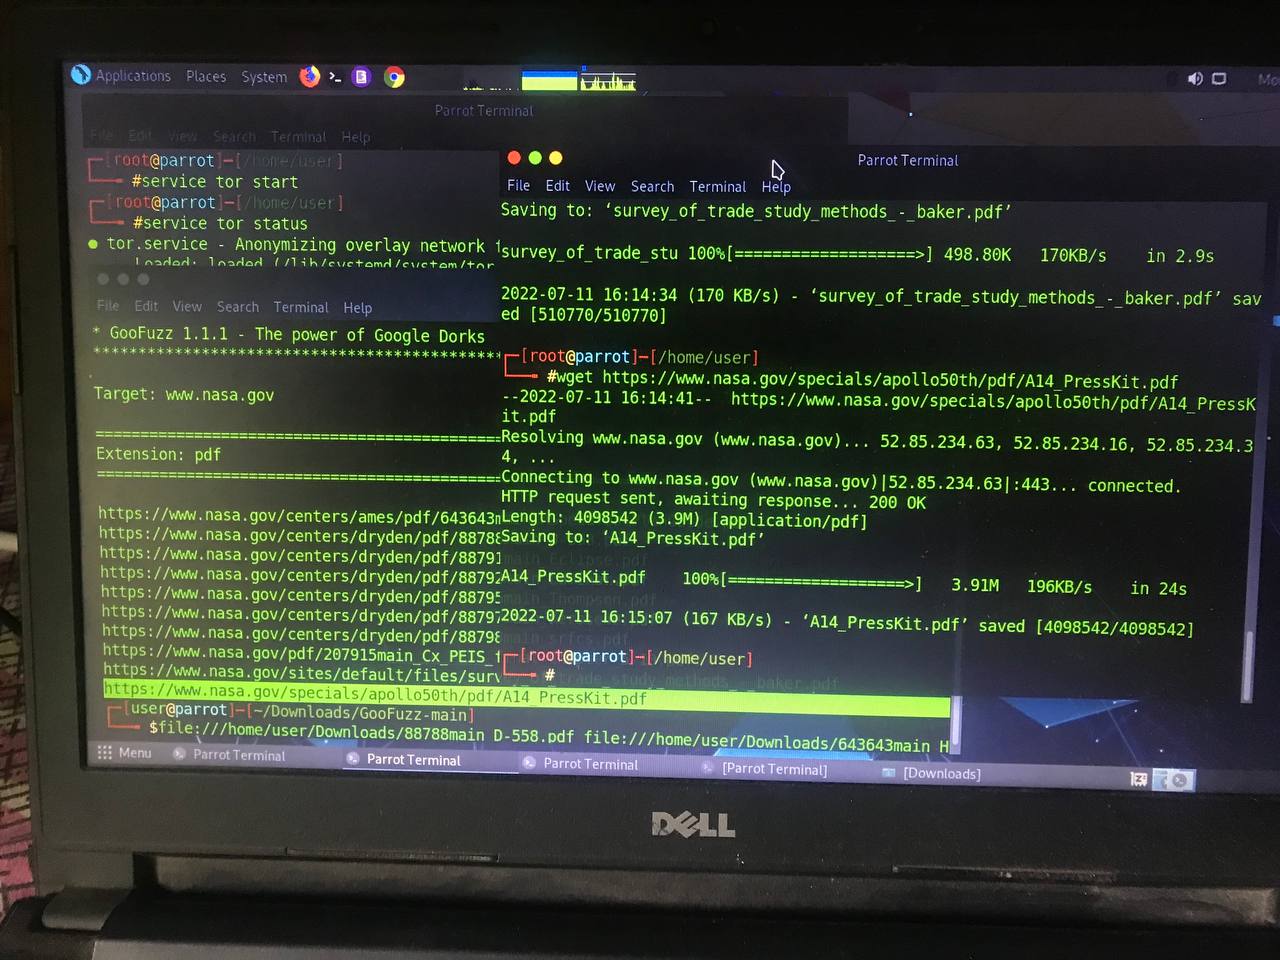 Applications Places System
Parrot Terminal
File Edit View Search Terminal Help
┌─[root@parrot]─[/home/user]
└──╼ #service tor start
┌─[root@parrot]─[/home/user]
└──╼ #service tor status
● tor.service - Anonymizing overlay network
Loaded: loaded (/lib/systemd/system/tor
File Edit View Search Terminal Help
* GooFuzz 1.1.1 - The power of Google Dorks
Target: www.nasa.gov
Extension: pdf
https://www.nasa.gov/centers/ames/pdf/643643m
https://www.nasa.gov/centers/dryden/pdf/88788
https://www.nasa.gov/centers/dryden/pdf/88791
https://www.nasa.gov/centers/dryden/pdf/88792
https://www.nasa.gov/centers/dryden/pdf/88795
https://www.nasa.gov/centers/dryden/pdf/88797
https://www.nasa.gov/centers/dryden/pdf/88798
https://www.nasa.gov/pdf/207915main_Cx_PEIS_
https://www.nasa.gov/sites/default/files/surv
https://www.nasa.gov/specials/apollo50th/pdf/A14_PressKit.pdf
┌─[user@parrot]─[~/Downloads/GooFuzz-main]
└──╼ $file:///home/user/Downloads/88788main D-558.pdf file:///home/user/Downloads/643643main H
Parrot Terminal
File Edit View Search Terminal Help
Saving to: ‘survey_of_trade_study_methods_-_baker.pdf’
survey_of_trade_stu 100%[===================>] 498.80K 170KB/s in 2.9s
2022-07-11 16:14:34 (170 KB/s) - ‘survey_of_trade_study_methods_-_baker.pdf’ sav
ed [510770/510770]
┌─[root@parrot]─[/home/user]
└──╼ #wget https://www.nasa.gov/specials/apollo50th/pdf/A14_PressKit.pdf
--2022-07-11 16:14:41-- https://www.nasa.gov/specials/apollo50th/pdf/A14_PressK
it.pdf
Resolving www.nasa.gov (www.nasa.gov)... 52.85.234.63, 52.85.234.16, 52.85.234.3
4, ...
Connecting to www.nasa.gov (www.nasa.gov)|52.85.234.63|:443... connected.
HTTP request sent, awaiting response... 200 OK
Length: 4098542 (3.9M) [application/pdf]
Saving to: ‘A14_PressKit.pdf’
A14_PressKit.pdf 100%[===================>] 3.91M 196KB/s in 24s
2022-07-11 16:15:07 (167 KB/s) - ‘A14_PressKit.pdf’ saved [4098542/4098542]
┌─[root@parrot]─[/home/user]
└──╼ #
Menu Parrot Terminal Parrot Terminal Parrot Terminal [Parrot Terminal] [Downloads]
DELL